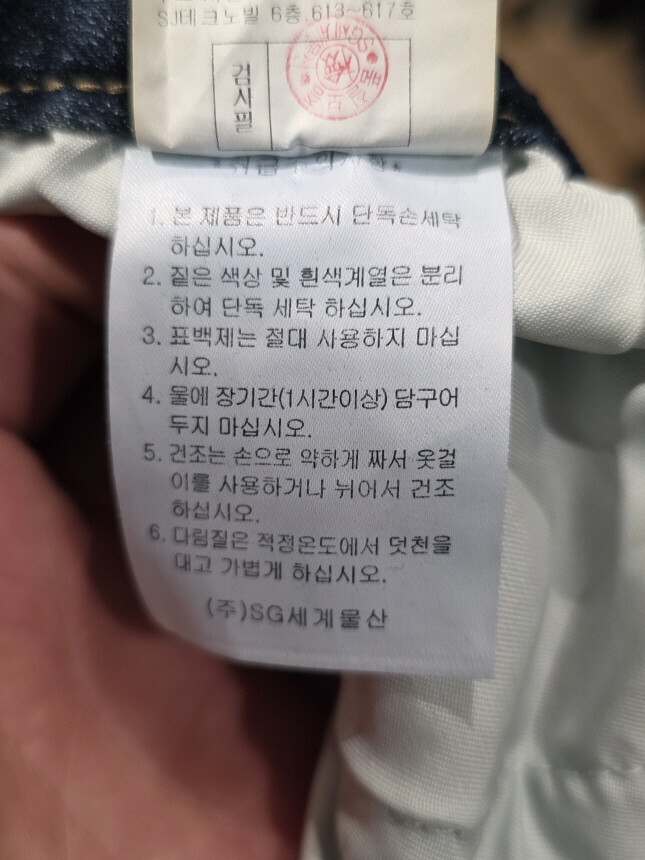 SJ테크노빌 6층.613~617호
검사필
1. 본 제품은 반드시 단독손세탁
하십시오.
2. 짙은 색상 및 흰색계열은 분리
하여 단독 세탁 하십시오.
3. 표백제는 절대 사용하지 마십
시오.
4. 물에 장기간(1시간이상) 담구어
두지 마십시오.
5. 건조는 손으로 약하게 짜서 옷걸
이를 사용하거나 뉘어서 건조
하십시오.
6. 다림질은 적정온도에서 덧천을
대고 가볍게 하십시오.
(주)SG세계물산